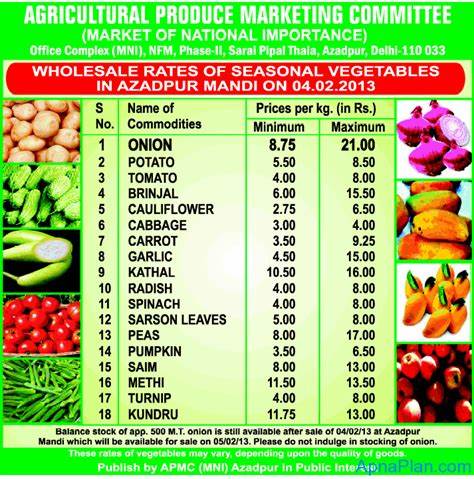 AGRICULTURAL PRODUCE MARKETING COMMITTEE
(MARKET OF NATIONAL IMPORTANCE)
Office Complex (MNI), NFM, Phase-II, Sarai Pipal Thala, Azadpur, Delhi-110 033
WHOLESALE RATES OF SEASONAL VEGETABLES
IN AZADPUR MANDI ON 04.02.2013
S Name of Prices per kg. (in Rs.)
No. Commodities Minimum Maximum
1 ONION 8.75 21.00
2 POTATO 5.50 8.50
3 TOMATO 4.00 8.00
4 BRINJAL 6.00 15.50
5 CAULIFLOWER 2.75 6.50
6 CABBAGE 3.00 4.00
7 CARROT 3.50 9.25
8 GARLIC 4.50 15.00
9 KATHAL 10.50 16.00
10 RADISH 4.00 8.00
11 SPINACH 4.00 8.00
12 SARSON LEAVES 5.00 8.00
13 PEAS 8.00 17.00
14 PUMPKIN 3.50 6.50
15 SAIM 8.00 13.00
16 METHI 11.50 13.50
17 TURNIP 4.00 8.00
18 KUNDRU 11.75 13.00
Balance stock of app. 500 M.T. onion is still available after sale of 04/02/13 at Azadpur
Mandi which will be available for sale on 05/02/13. Please do not indulge in stocking of onion.
These rates of vegetables may vary, depending upon the quality of goods.
Publish by APMC (MNI) Azadpur in Public Inter
ApnaPlan.com